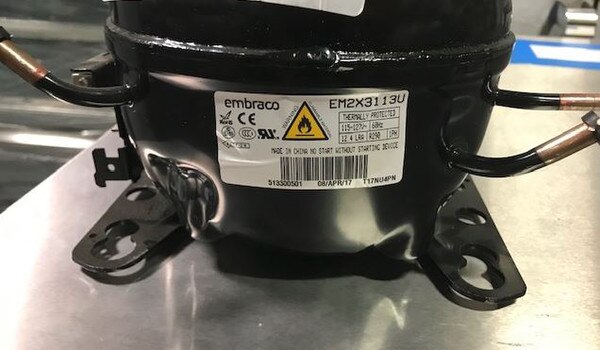 embraco
EM2X3113U
THERMALLY PROTECTED
115-127V~ 60Hz
12.4 LRA R290 1PH
MADE IN CHINA NO START WITHOUT STARTING DEVICE
513300501 08/APR/17 T17NU4PN